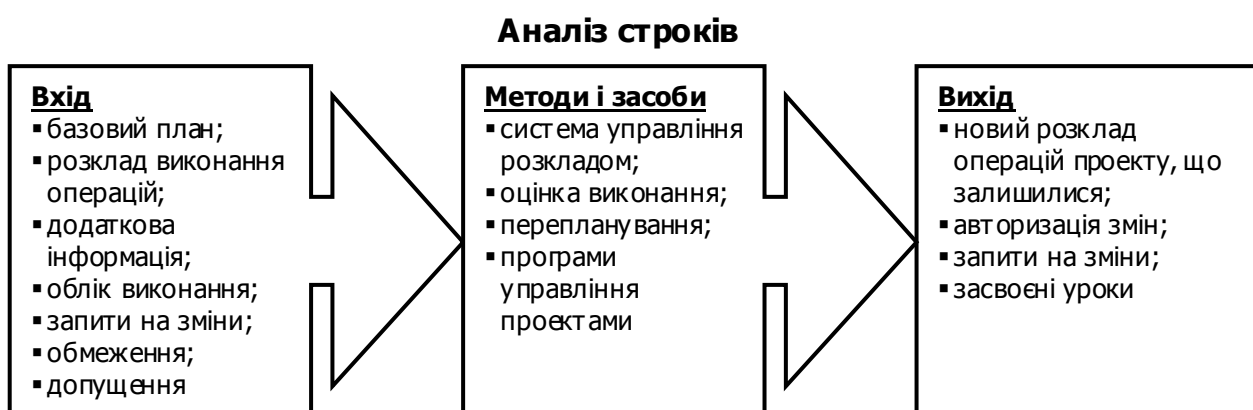 Аналіз строків
Вхід
▪ базовий план;
▪ розклад виконання
операцій;
▪ додаткова
інформація;
▪ облік виконання;
▪ запити на зміни;
▪ обмеження;
▪ допущення
Методи і засоби
▪ система управління
розкладом;
▪ оцінка виконання;
▪ перепланування;
▪ програми
управління
проектами
Вихід
▪ новий розклад
операцій проекту, що
залишилися;
▪ авторизація змін;
▪ запити на зміни;
▪ засвоєні уроки